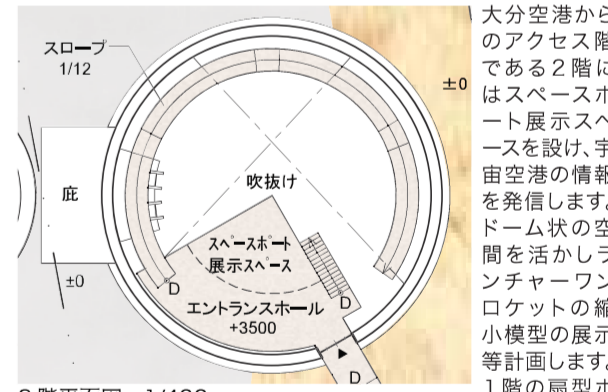 スロープ
1/12
±0
庇
吹抜け
スペースポート
展示スペース
D
D
±0
エントランスホール
+3500
▲
D
大分空港から
のアクセス階
である2階に
はスペースポ
ート展示スペ
ースを設け、宇
宙空港の情報
を発信します。
ドーム状の空
間を活かしラ
ンチャーワン
ロケットの縮
小模型の展示
等計画します。